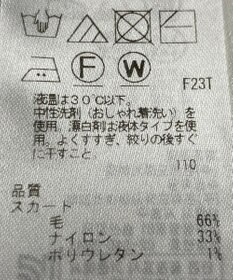 F
W
F23T
液温は30℃以下。
中性洗剤(おしゃれ着洗い)を
使用。漂白剤は液体タイプを使
用。よくすすぎ、絞りの後すぐ
に干すこと
110
品質
スカート
毛 66%
ナイロン 33%
ポリウレタン 1%